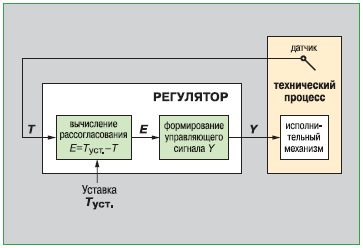 датчик
технический
процесс
РЕГУЛЯТОР
T
вычисление
рассогласования
E=Tуст.–T
E
формирование
управляющего
сигнала Y
Y
исполни-
тельный
механизм
Уставка
Tуст.